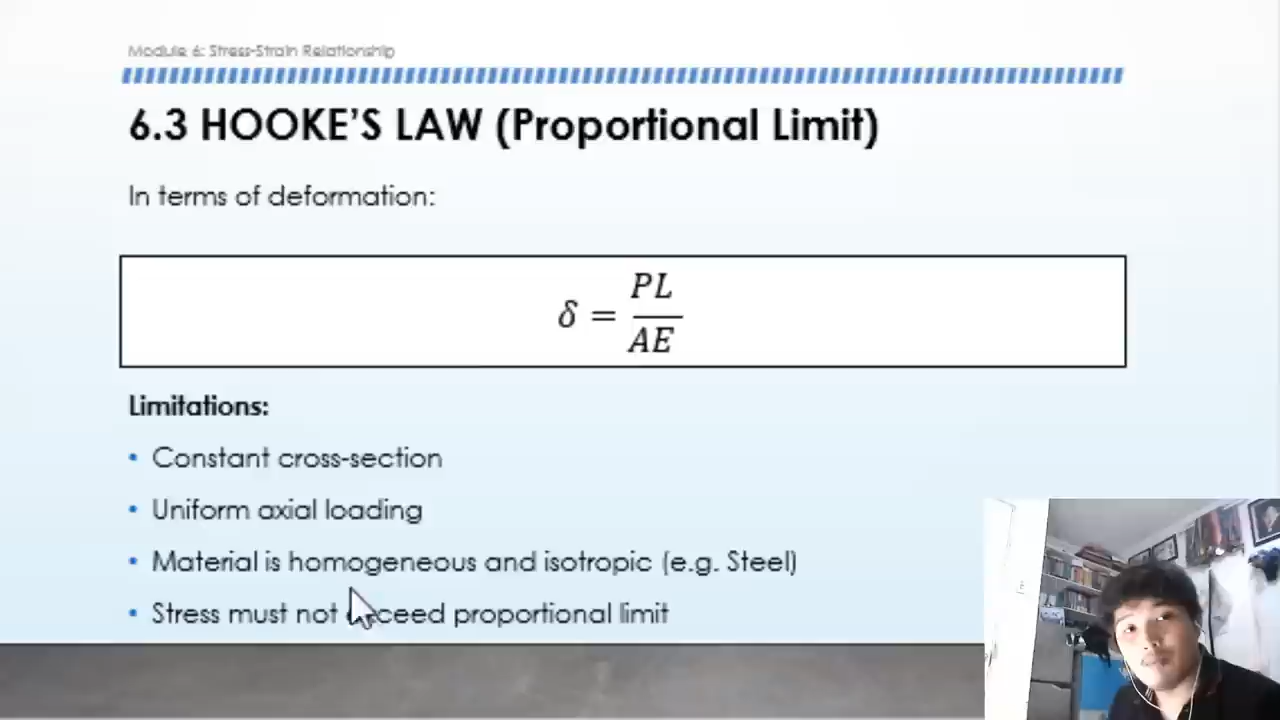 Module 6: Stress-Strain Relationship
6.3 HOOKE'S LAW (Proportional Limit)
In terms of deformation:
δ = PL / AE
Limitations:
• Constant cross-section
• Uniform axial loading
• Material is homogeneous and isotropic (e.g. Steel)
• Stress must not exceed proportional limit